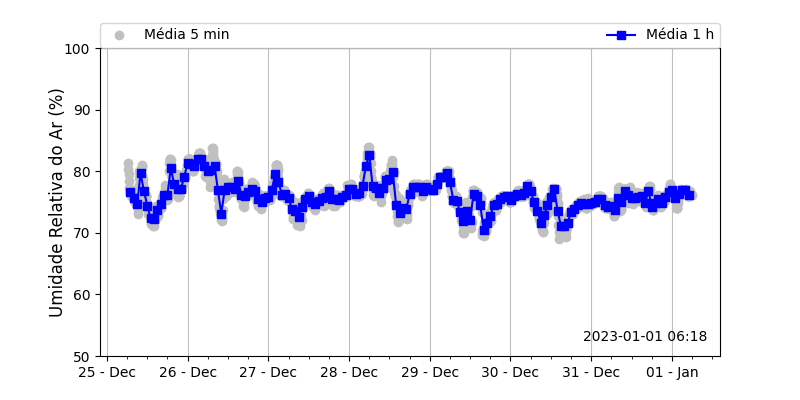 Média 5 min
Média 1 h
Umidade Relativa do Ar (%)
100
90
80
70
60
50
2023-01-01 06:18
25 - Dec
26 - Dec
27 - Dec
28 - Dec
29 - Dec
30 - Dec
31 - Dec
01 - Jan